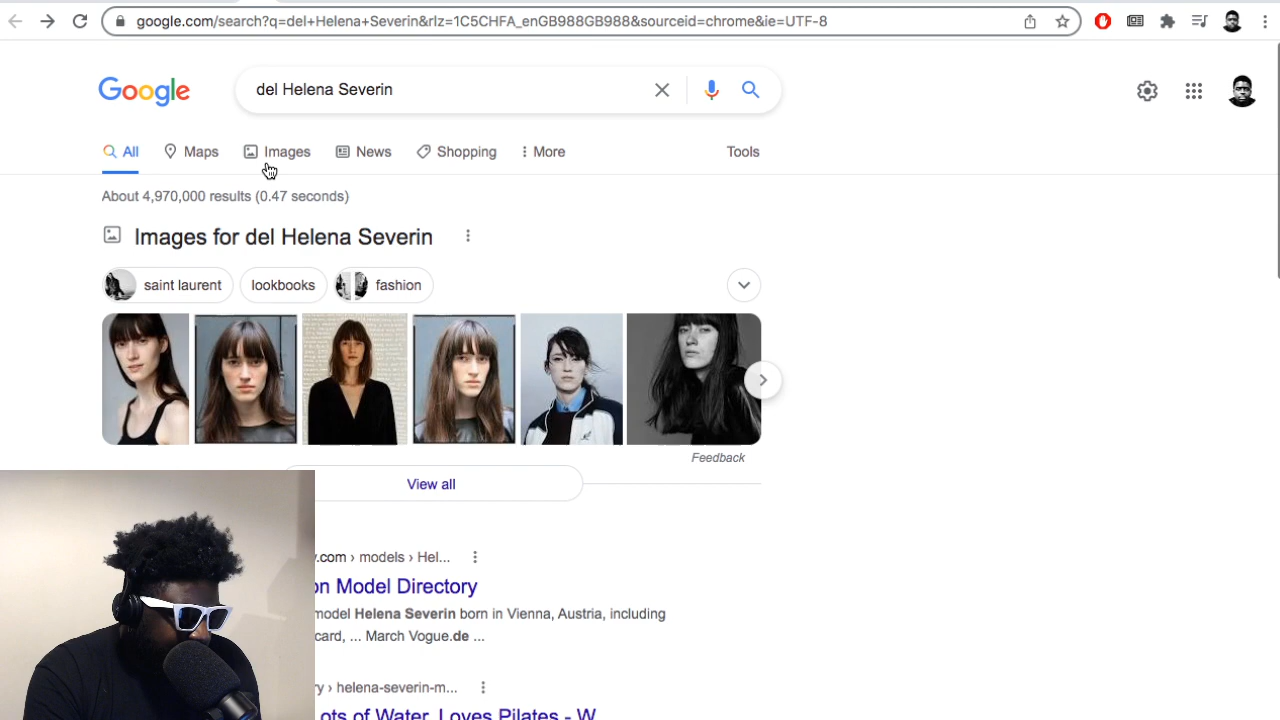 google.com/search?q=del+Helena+Severin&rlz=1C5CHFA_enGB988GB988&sourceid=chrome&ie=UTF-8
Google
del Helena Severin
All Maps Images News Shopping More Tools
About 4,970,000 results (0.47 seconds)
Images for del Helena Severin
saint laurent lookbooks fashion
Feedback
View all
.com › models › Hel...
on Model Directory
model Helena Severin born in Vienna, Austria, including
card, ... March Vogue.de ...
› helena-severin-m...
ots of Water, Loves Pilates - W